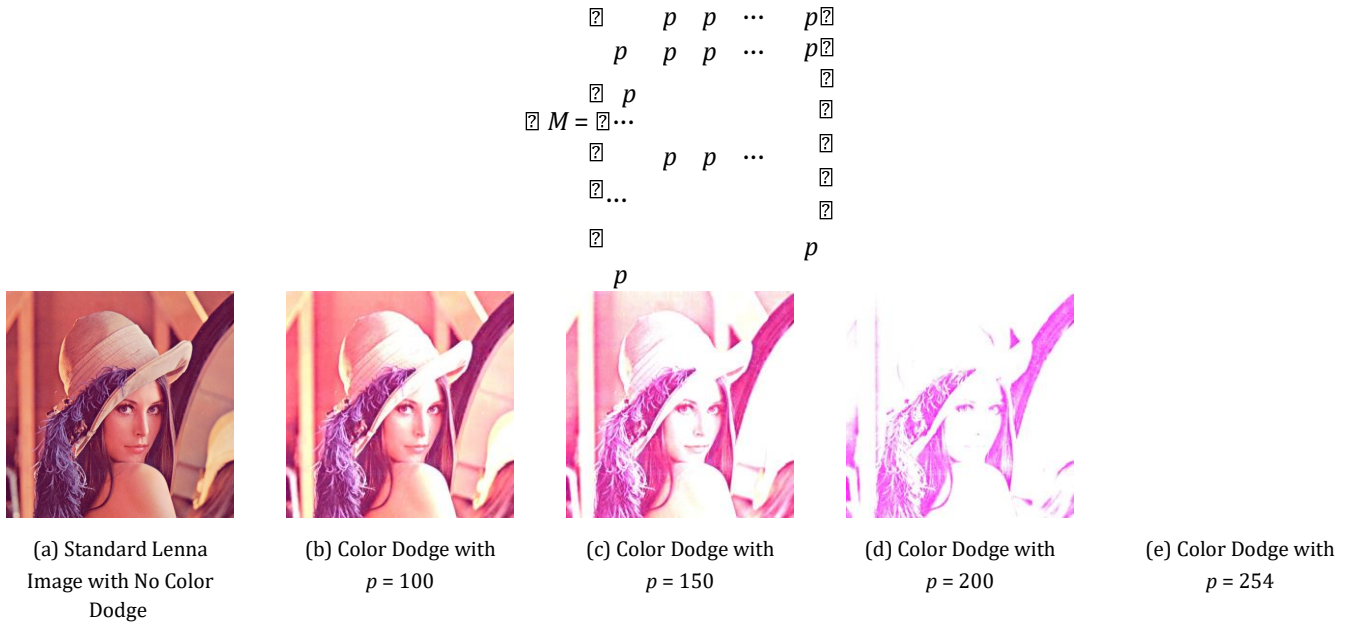 p p ⋯ p
p p p ⋯ p
p
M = ⋯
p p ⋯
⋯
p
p
(a) Standard Lenna
Image with No Color
Dodge
(b) Color Dodge with
p = 100
(c) Color Dodge with
p = 150
(d) Color Dodge with
p = 200
(e) Color Dodge with
p = 254